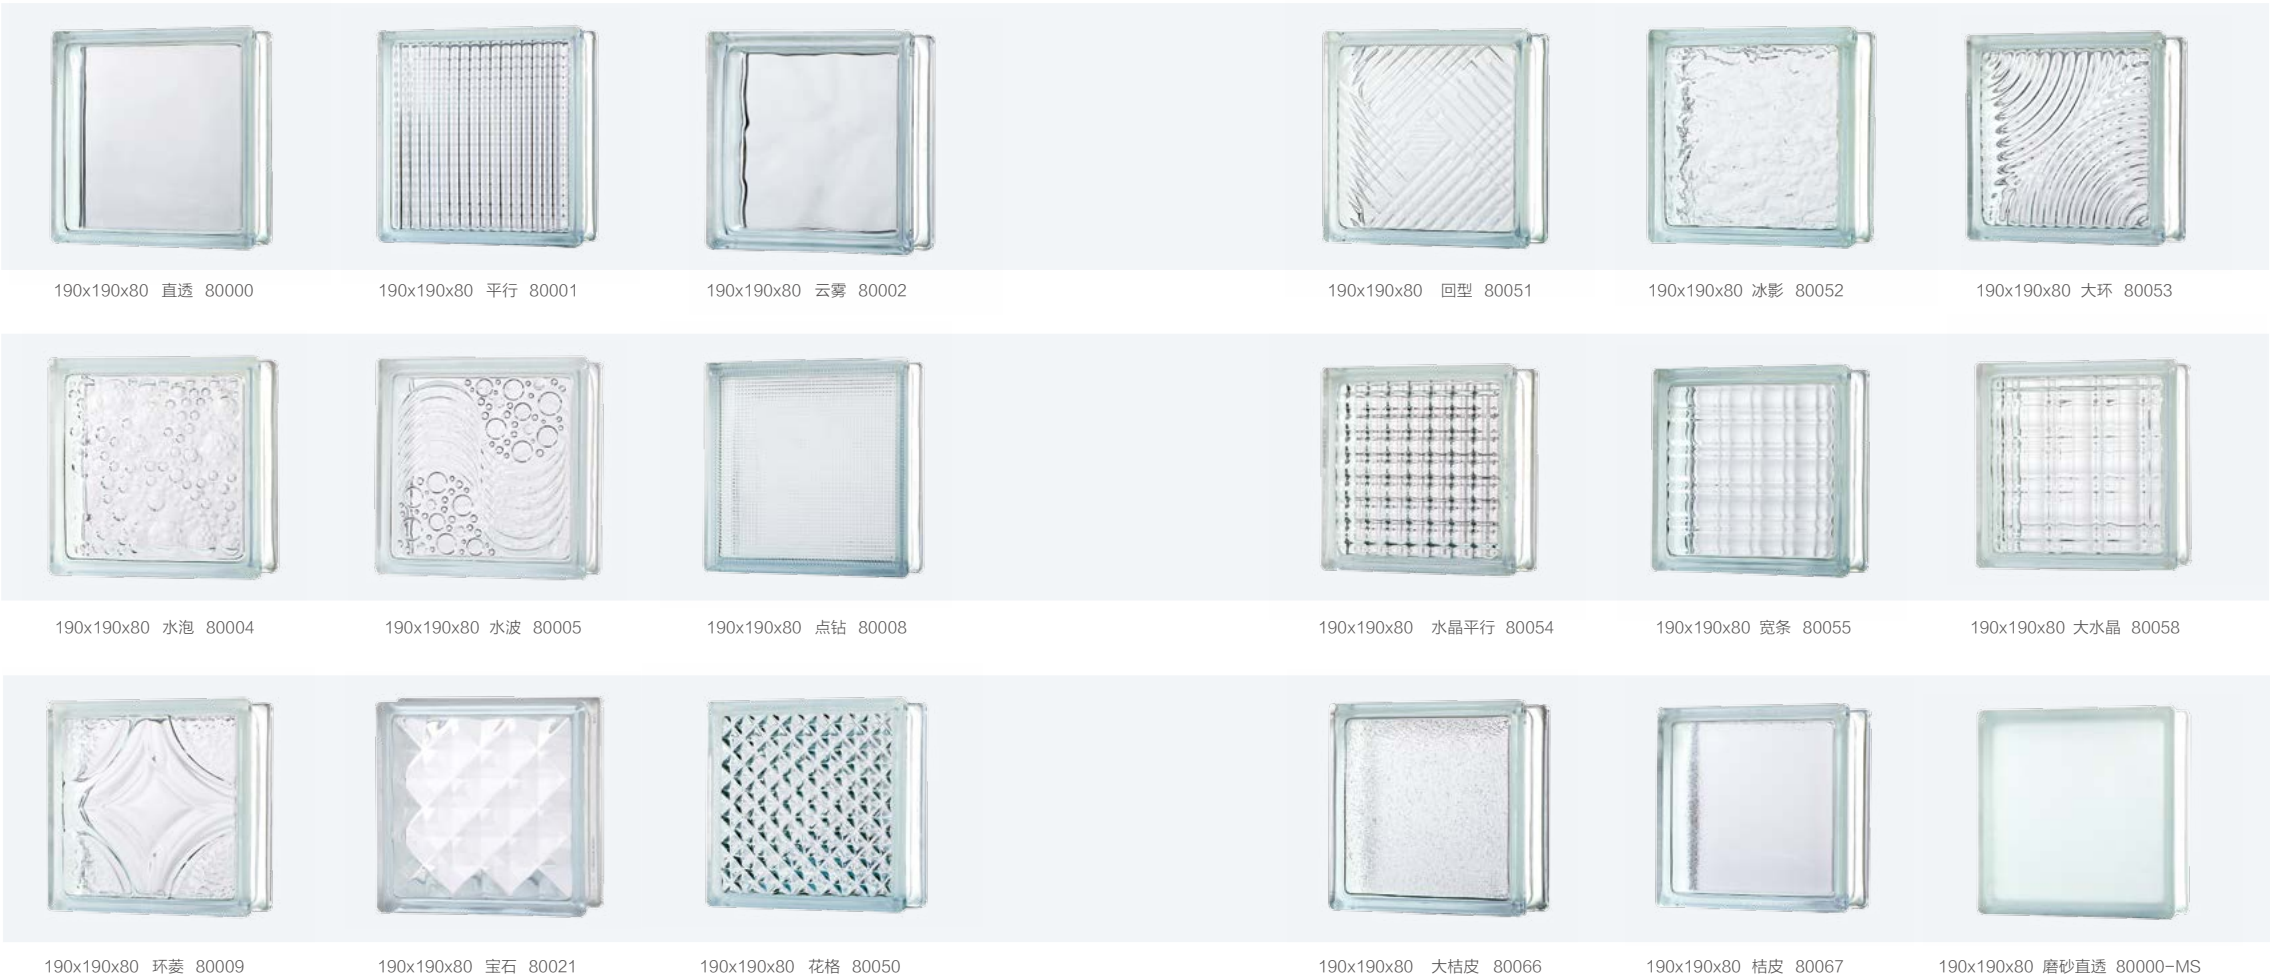 190x190x80 直透 80000
190x190x80 平行 80001
190x190x80 云雾 80002
190x190x80 回型 80051
190x190x80 冰影 80052
190x190x80 大环 80053
190x190x80 水泡 80004
190x190x80 水波 80005
190x190x80 点钻 80008
190x190x80 水晶平行 80054
190x190x80 宽条 80055
190x190x80 大水晶 80058
190x190x80 环菱 80009
190x190x80 宝石 80021
190x190x80 花格 80050
190x190x80 大桔皮 80066
190x190x80 桔皮 80067
190x190x80 磨砂直透 80000-MS